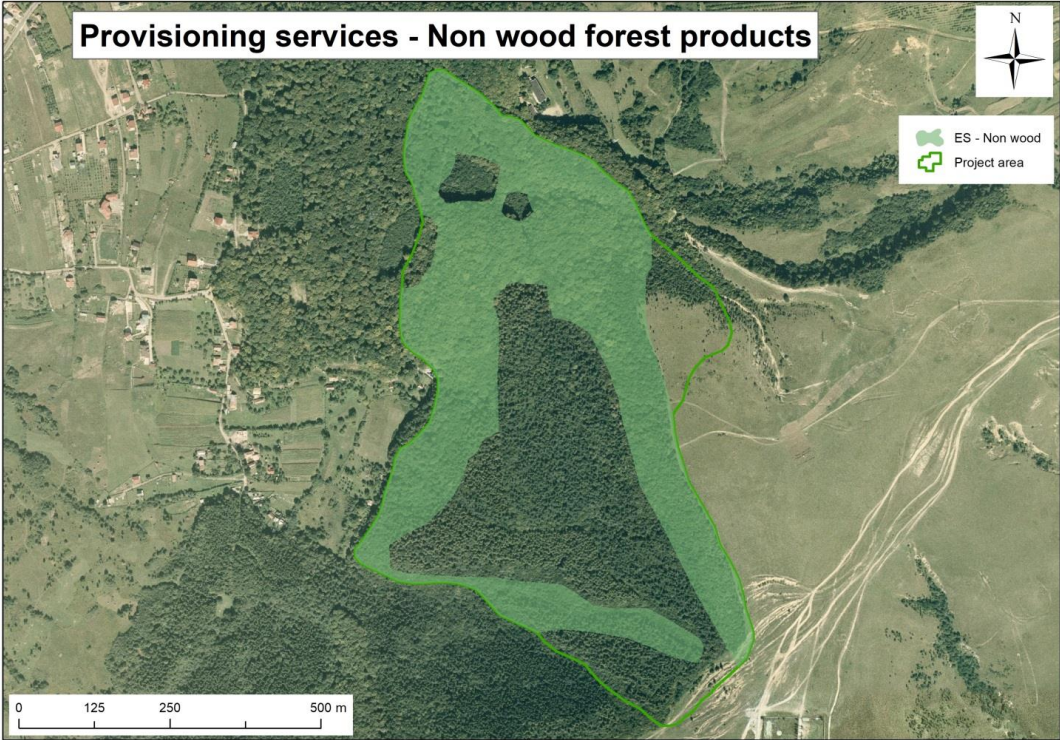 Provisioning services - Non wood forest products
N
ES - Non wood
Project area
0 125 250 500 m